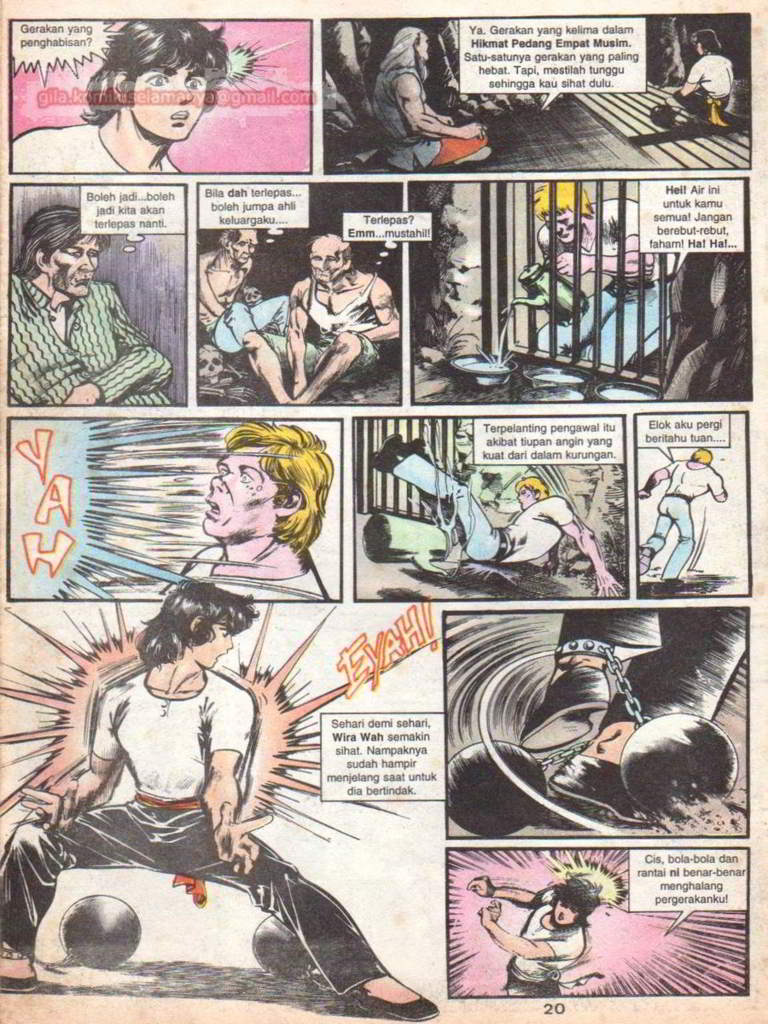 Gerakan yang
penghabisan?
gila.komikselamanya@gmail.com
Ya. Gerakan yang kelima dalam
Hikmat Pedang Empat Musim.
Satu-satunya gerakan yang paling
hebat. Tapi, mestilah tunggu
sehingga kau sihat dulu.
Boleh jadi...boleh
jadi kita akan
terlepas nanti.
Bila dah terlepas...
boleh jumpa ahli
keluargaku....
Terlepas?
Emm...mustahil!
Hei! Air ini
untuk kamu
semua! Jangan
berebut-rebut,
faham! Ha! Ha!...
YAH
Terpelanting pengawal itu
akibat tiupan angin yang
kuat dari dalam kurungan.
Elok aku pergi
beritahu tuan....
EYAH!
Sehari demi sehari,
Wira Wah semakin
sihat. Nampaknya
sudah hampir
menjelang saat untuk
dia bertindak.
Cis, bola-bola dan
rantai ni benar-benar
menghalang
pergerakanku!
20